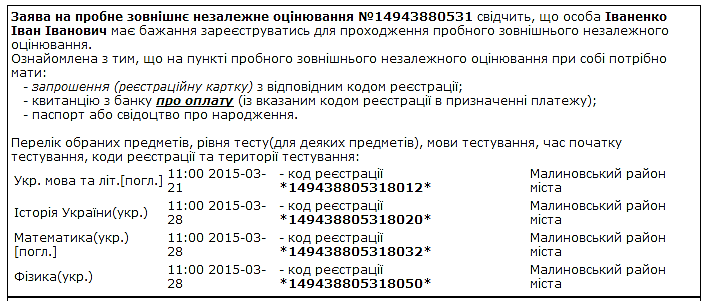 Заява на пробне зовнішнє незалежне оцінювання №14943880531 свідчить, що особа Іваненко
Іван Іванович має бажання зареєструватись для проходження пробного зовнішнього незалежного
оцінювання.
Ознайомлена з тим, що на пункті пробного зовнішнього незалежного оцінювання при собі потрібно
мати:
- запрошення (реєстраційну картку) з відповідним кодом реєстрації;
- квитанцію з банку про оплату (із вказаним кодом реєстрації в призначенні платежу);
- паспорт або свідоцтво про народження.
Перелік обраних предметів, рівня тесту(для деяких предметів), мови тестування, час початку
тестування, коди реєстрації та території тестування:
Укр. мова та літ.[погл.] 11:00 2015-03-21 - код реєстрації *149438805318012* Малиновський район міста
Історія України(укр.) 11:00 2015-03-28 - код реєстрації *149438805318020* Малиновський район міста
Математика(укр.)[погл.] 11:00 2015-03-28 - код реєстрації *149438805318032* Малиновський район міста
Фізика(укр.) 11:00 2015-03-28 - код реєстрації *149438805318050* Малиновський район міста